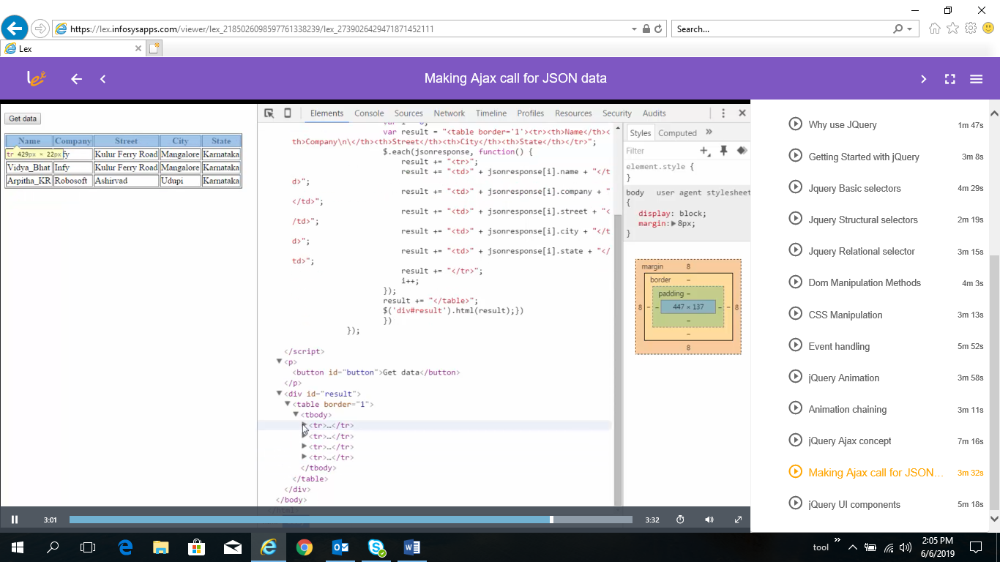 https://lex.infosysapps.com/viewer/lex_2185026098597761338239/lex_2739026429471871452111
Search...
Lex
lex
Making Ajax call for JSON data
Get data
Name Company Street City State
tr 429px × 22px fy Kulur Ferry Road Mangalore Karnataka
Vidya_Bhat Infy Kulur Ferry Road Mangalore Karnataka
Arpitha_KR Robosoft Ashirvad Udupi Karnataka
Elements Console Sources Network Timeline Profiles Resources Security Audits
var result = "<table border='1'><tr><th>Name</th><
th>Company\n\</th><th>Street</th><th>City</th><th>State</th></tr>";
$.each(jsonresponse, function() {
result += "<tr>";
result += "<td>" + jsonresponse[i].name + "</t
d>";
result += "<td>" + jsonresponse[i].company + "
</td>";
result += "<td>" + jsonresponse[i].street + "<
/td>";
result += "<td>" + jsonresponse[i].city + "</t
d>";
result += "<td>" + jsonresponse[i].state + "</
td>";
result += "</tr>";
i++;
});
result += "</table>";
$('div#result').html(result);})
})
});
</script>
<p>
<button id="button">Get data</button>
</p>
<div id="result">
<table border="1">
<tbody>
<tr>…</tr>
<tr>…</tr>
<tr>…</tr>
<tr>…</tr>
</tbody>
</table>
</div>
</body>
Styles Computed »
Filter
element.style {
}
body user agent stylesheet
{
display: block;
margin: 8px;
}
margin 8
border –
padding –
8 – – 447 × 137 – – 8
–
–
8
Why use JQuery 1m 47s
Getting Started with jQuery 3m 8s
Jquery Basic selectors 4m 29s
Jquery Structural selectors 2m 19s
Jquery Relational selector 3m 15s
Dom Manipulation Methods 4m 3s
CSS Manipulation 3m 13s
Event handling 5m 52s
jQuery Animation 3m 58s
Animation chaining 3m 11s
jQuery Ajax concept 7m 16s
Making Ajax call for JSON... 3m 32s
jQuery UI components 5m 18s
3:01 3:32
tool »
2:05 PM
6/6/2019